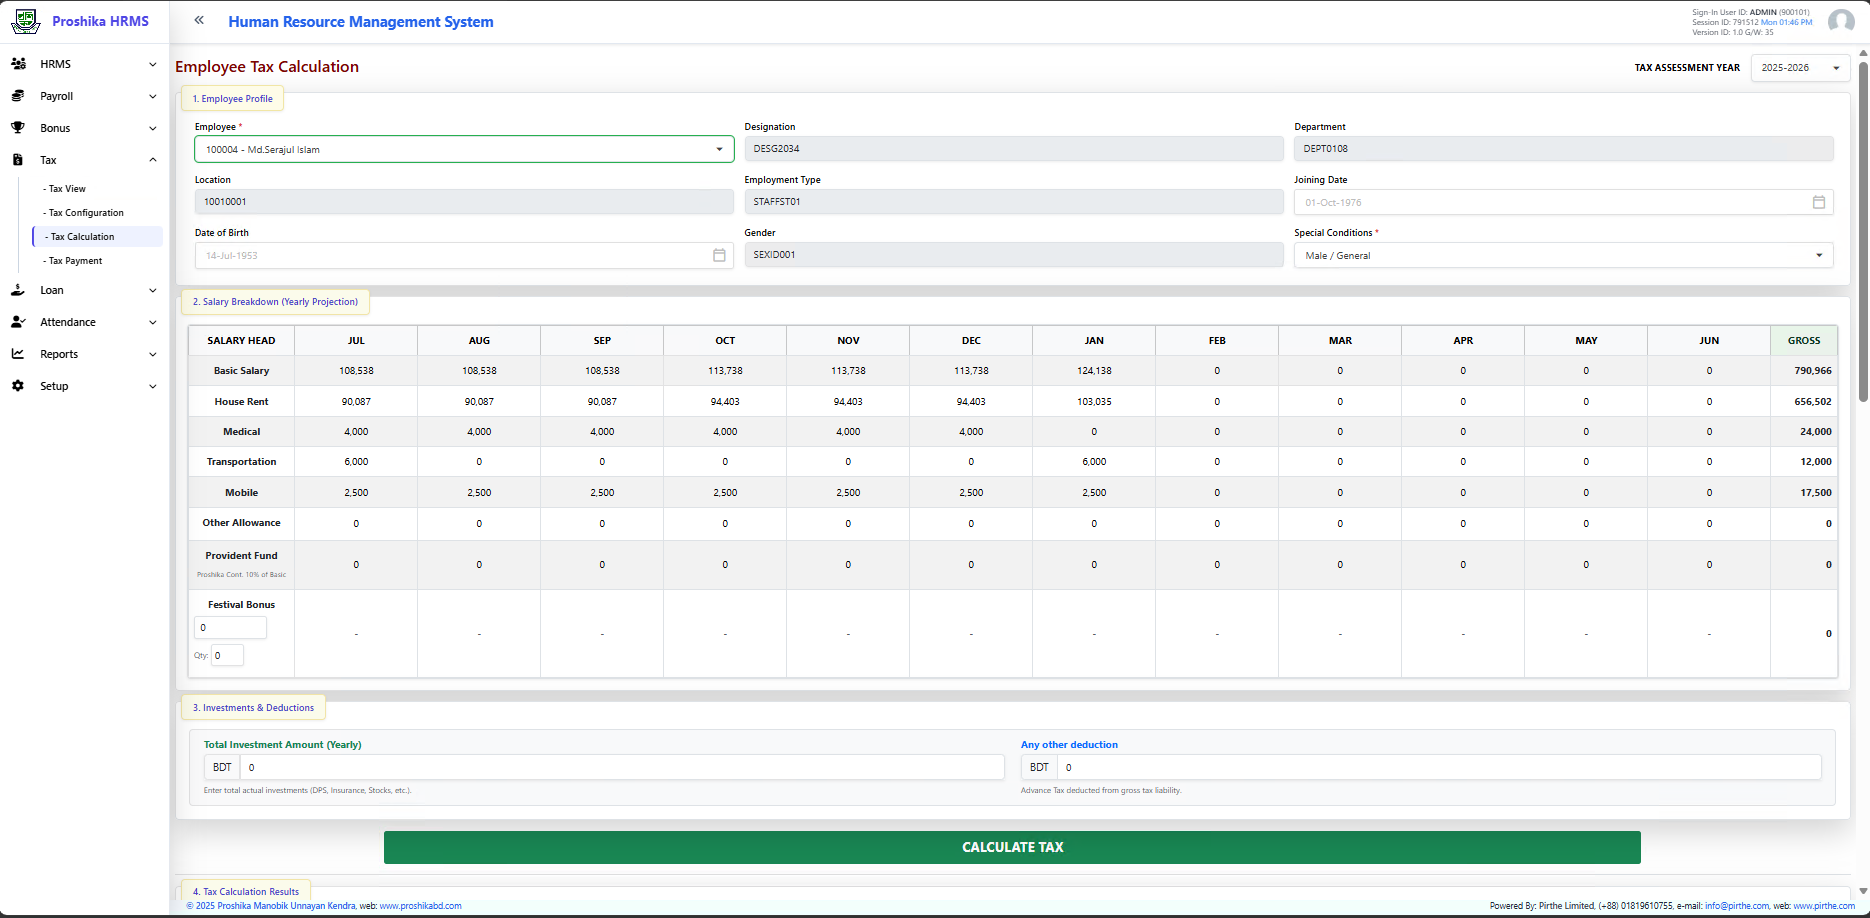 Proshika HRMS
Human Resource Management System
Sign-In User ID: ADMIN (900101)
Session ID: 791512 Mon 01:46 PM
Version ID: 1.0 G/W: 3S
HRMS
Payroll
Bonus
Tax
- Tax View
- Tax Configuration
- Tax Calculation
- Tax Payment
Loan
Attendance
Reports
Setup
Employee Tax Calculation
TAX ASSESSMENT YEAR 2025-2026
1. Employee Profile
Employee * Designation Department
100004 - Md.Serajul Islam DESG2034 DEPT0108
Location Employment Type Joining Date
10010001 STAFFST01 01-Oct-1976
Date of Birth Gender Special Conditions *
14-Jul-1953 SEXID001 Male / General
2. Salary Breakdown (Yearly Projection)
SALARY HEAD JUL AUG SEP OCT NOV DEC JAN FEB MAR APR MAY JUN GROSS
Basic Salary 108,538 108,538 108,538 113,738 113,738 113,738 124,138 0 0 0 0 0 790,966
House Rent 90,087 90,087 90,087 94,403 94,403 94,403 103,035 0 0 0 0 0 656,502
Medical 4,000 4,000 4,000 4,000 4,000 4,000 0 0 0 0 0 0 24,000
Transportation 6,000 0 0 0 0 0 6,000 0 0 0 0 0 12,000
Mobile 2,500 2,500 2,500 2,500 2,500 2,500 2,500 0 0 0 0 0 17,500
Other Allowance 0 0 0 0 0 0 0 0 0 0 0 0 0
Provident Fund 0 0 0 0 0 0 0 0 0 0 0 0 0
Proshika Cont. 10% of Basic
Festival Bonus
0 - - - - - - - - - - - - 0
Qty: 0
3. Investments & Deductions
Total Investment Amount (Yearly) Any other deduction
BDT 0 BDT 0
Enter total actual investments (DPS, Insurance, Stocks, etc.). Advance Tax deducted from gross tax liability.
CALCULATE TAX
4. Tax Calculation Results
© 2025 Proshika Manobik Unnayan Kendra, web: www.proshikabd.com
Powered By: Pirthe Limited, (+88) 01819610755, e-mail: info@pirthe.com, web: www.pirthe.com